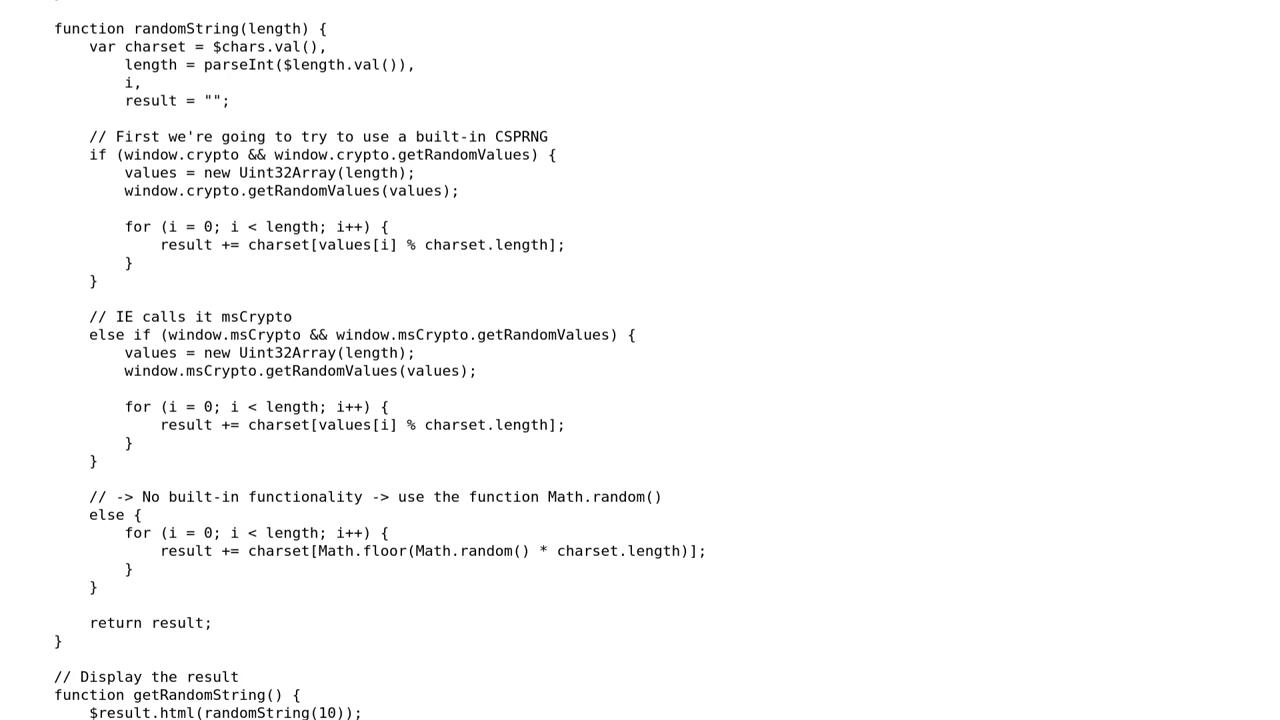 function randomString(length) {
var charset = $chars.val(),
length = parseInt($length.val()),
i,
result = "";
// First we're going to try to use a built-in CSPRNG
if (window.crypto && window.crypto.getRandomValues) {
values = new Uint32Array(length);
window.crypto.getRandomValues(values);
for (i = 0; i < length; i++) {
result += charset[values[i] % charset.length];
}
}
// IE calls it msCrypto
else if (window.msCrypto && window.msCrypto.getRandomValues) {
values = new Uint32Array(length);
window.msCrypto.getRandomValues(values);
for (i = 0; i < length; i++) {
result += charset[values[i] % charset.length];
}
}
// -> No built-in functionality -> use the function Math.random()
else {
for (i = 0; i < length; i++) {
result += charset[Math.floor(Math.random() * charset.length)];
}
}
return result;
}
// Display the result
function getRandomString() {
$result.html(randomString(10));